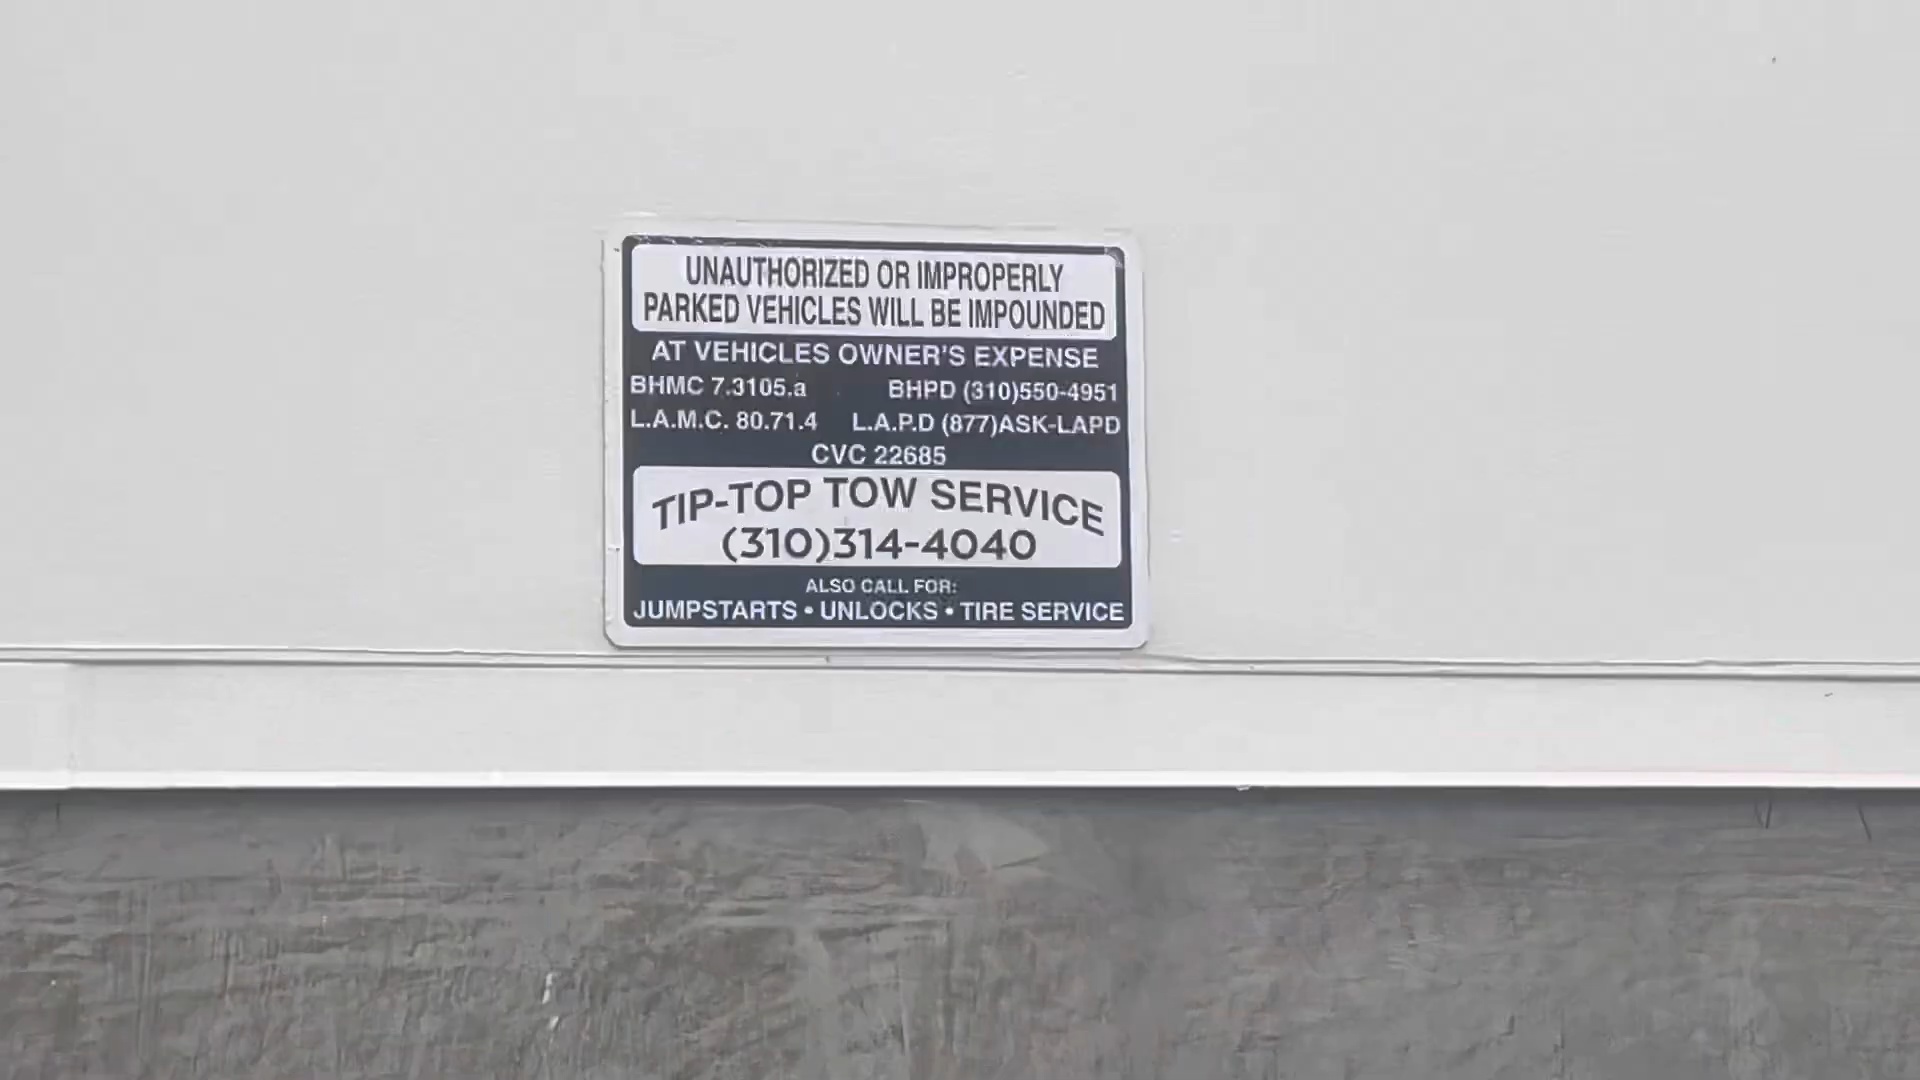 UNAUTHORIZED OR IMPROPERLY
PARKED VEHICLES WILL BE IMPOUNDED
AT VEHICLES OWNER'S EXPENSE
BHMC 7.3105.a BHPD (310)550-4951
L.A.M.C. 80.71.4 L.A.P.D (877)ASK-LAPD
CVC 22685
TIP-TOP TOW SERVICE
(310)314-4040
ALSO CALL FOR:
JUMPSTARTS • UNLOCKS • TIRE SERVICE